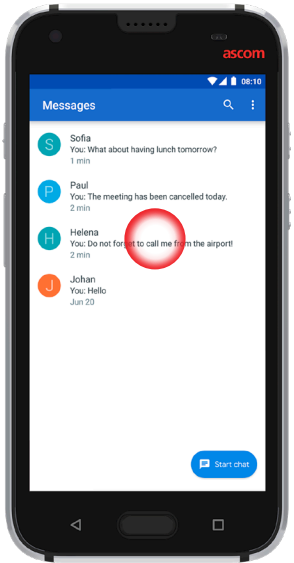 ascom
08:10
Messages
S
Sofia
You: What about having lunch tomorrow?
1 min
P
Paul
You: The meeting has been cancelled today.
2 min
H
Helena
You: Do not forget to call me from the airport!
2 min
J
Johan
You: Hello
Jun 20
Start chat